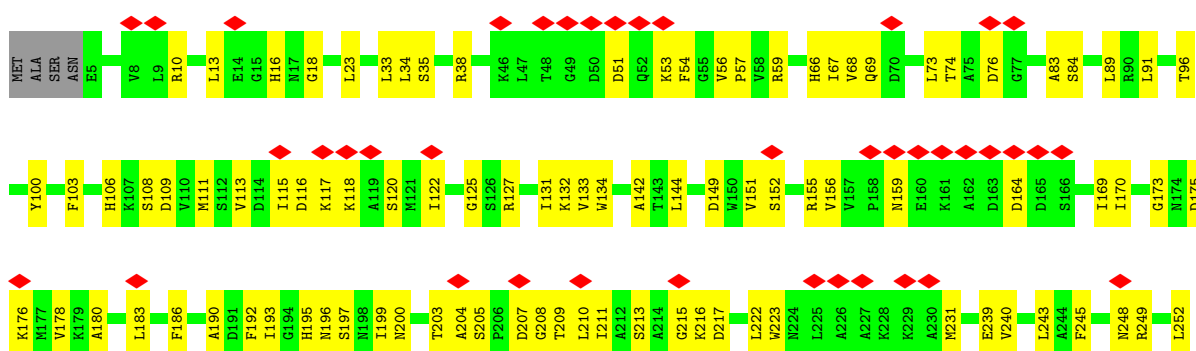 MET ALA SER ASN E5 V8 L9 R10 L13 E14 G15 H16 N17 G18 L23 L33 L34 S35 R38 K46 L47 T48 G49 D50 D51 Q52 K53 F54 G55 V56 P57 V58 R59 H66 I67 V68 Q69 D70 L73 T74 A75 D76 G77 A83 S84 L89 R90 L91 T96
Y100 F103 H106 K107 S108 D109 V110 M111 S112 V113 D114 I115 D116 K117 K118 A119 S120 M121 I122 G125 S126 R127 I131 K132 V133 W134 A142 T143 L144 D149 W150 V151 S152 R155 V156 V157 P158 N159 E160 K161 A162 D163 D164 D165 S166 I169 I170 G173 N174 D175
K176 M177 V178 K179 A180 L183 F186 A190 D191 F192 I193 G194 H195 N196 S197 N198 I199 N200 T203 A204 S205 P206 D207 G208 T209 L210 I211 A212 S213 A214 G215 K216 D217 L222 W223 N224 L225 A226 A227 K228 K229 A230 M231 E239 V240 L243 A244 F245 N248 R249 L252